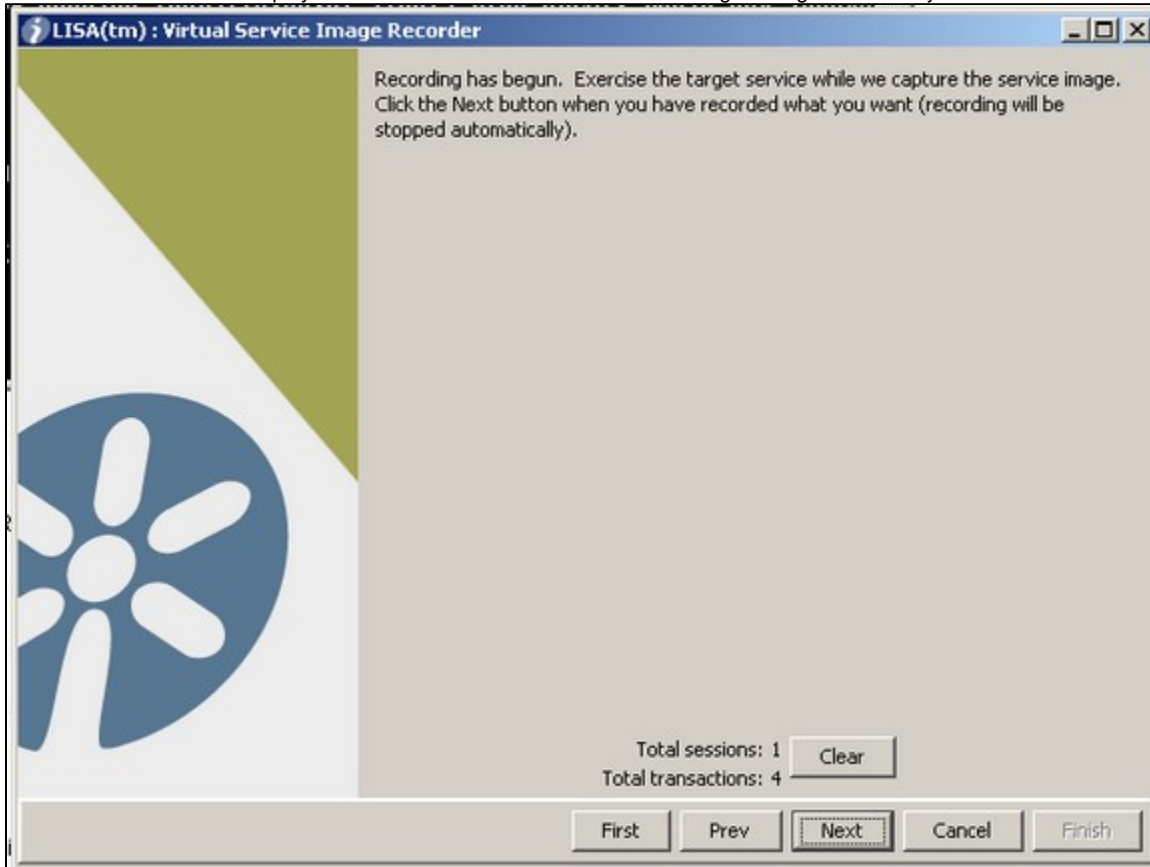 LISA(tm) : Virtual Service Image Recorder
Recording has begun. Exercise the target service while we capture the service image.
Click the Next button when you have recorded what you want (recording will be
stopped automatically).
Total sessions: 1
Clear
Total transactions: 4
First Prev Next Cancel Finish